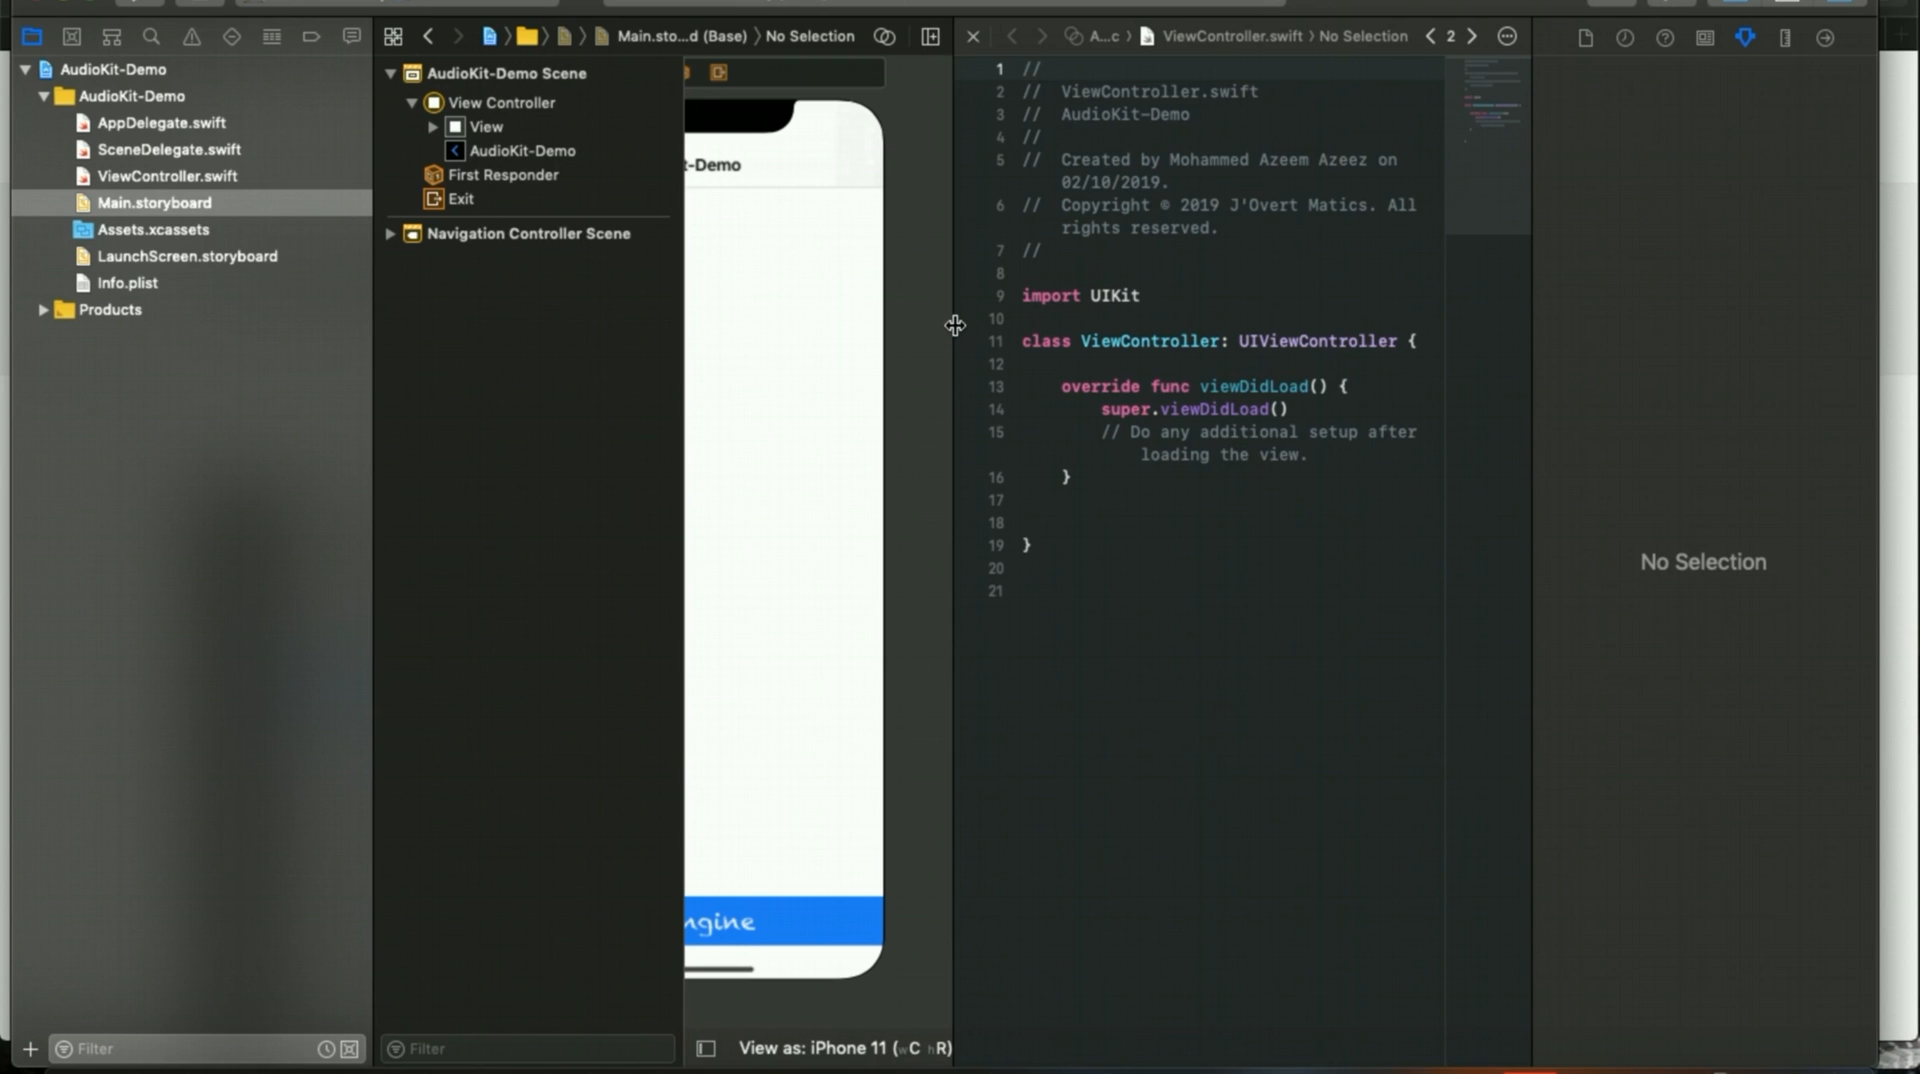 Main.sto...d (Base) 〉 No Selection
A...c 〉 ViewController.swift 〉 No Selection
2
AudioKit-Demo
AudioKit-Demo
AppDelegate.swift
SceneDelegate.swift
ViewController.swift
Main.storyboard
Assets.xcassets
LaunchScreen.storyboard
Info.plist
Products
Filter
AudioKit-Demo Scene
View Controller
View
AudioKit-Demo
First Responder
Exit
Navigation Controller Scene
Filter
t-Demo
ngine
View as: iPhone 11 (wC hR)
1 //
2 // ViewController.swift
3 // AudioKit-Demo
4 //
5 // Created by Mohammed Azeem Azeez on
02/10/2019.
6 // Copyright © 2019 J'Overt Matics. All
rights reserved.
7 //
8
9 import UIKit
10
11 class ViewController: UIViewController {
12
13 override func viewDidLoad() {
14 super.viewDidLoad()
15 // Do any additional setup after
loading the view.
16 }
17
18
19 }
20
21
No Selection